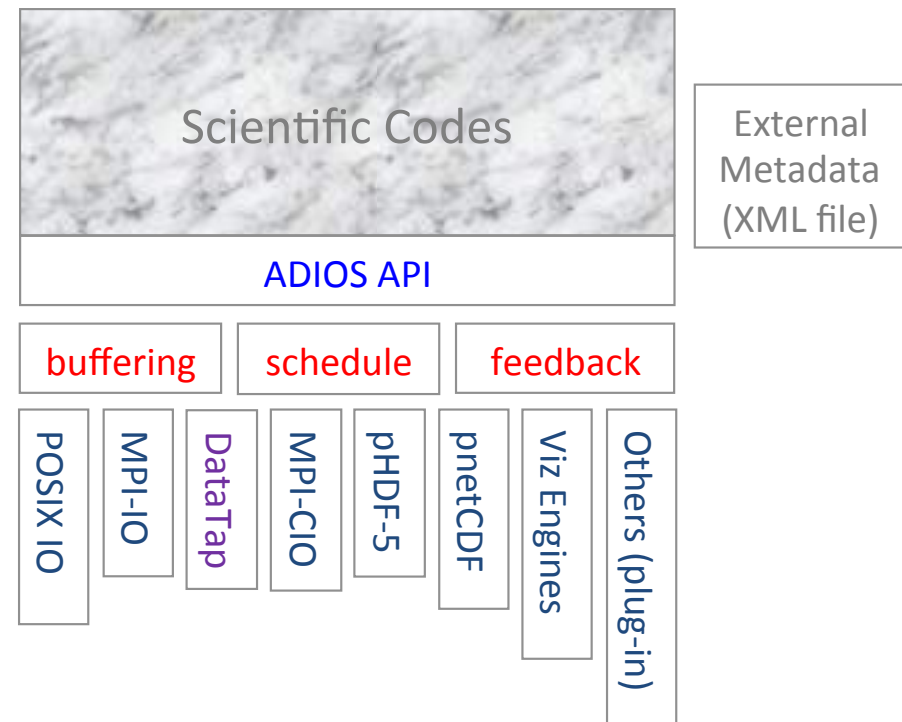 Scientific Codes
External
Metadata
(XML file)
ADIOS API
buffering
schedule
feedback
POSIX IO
MPI-IO
DataTap
MPI-CIO
pHDF-5
pnetCDF
Viz Engines
Others (plug-in)